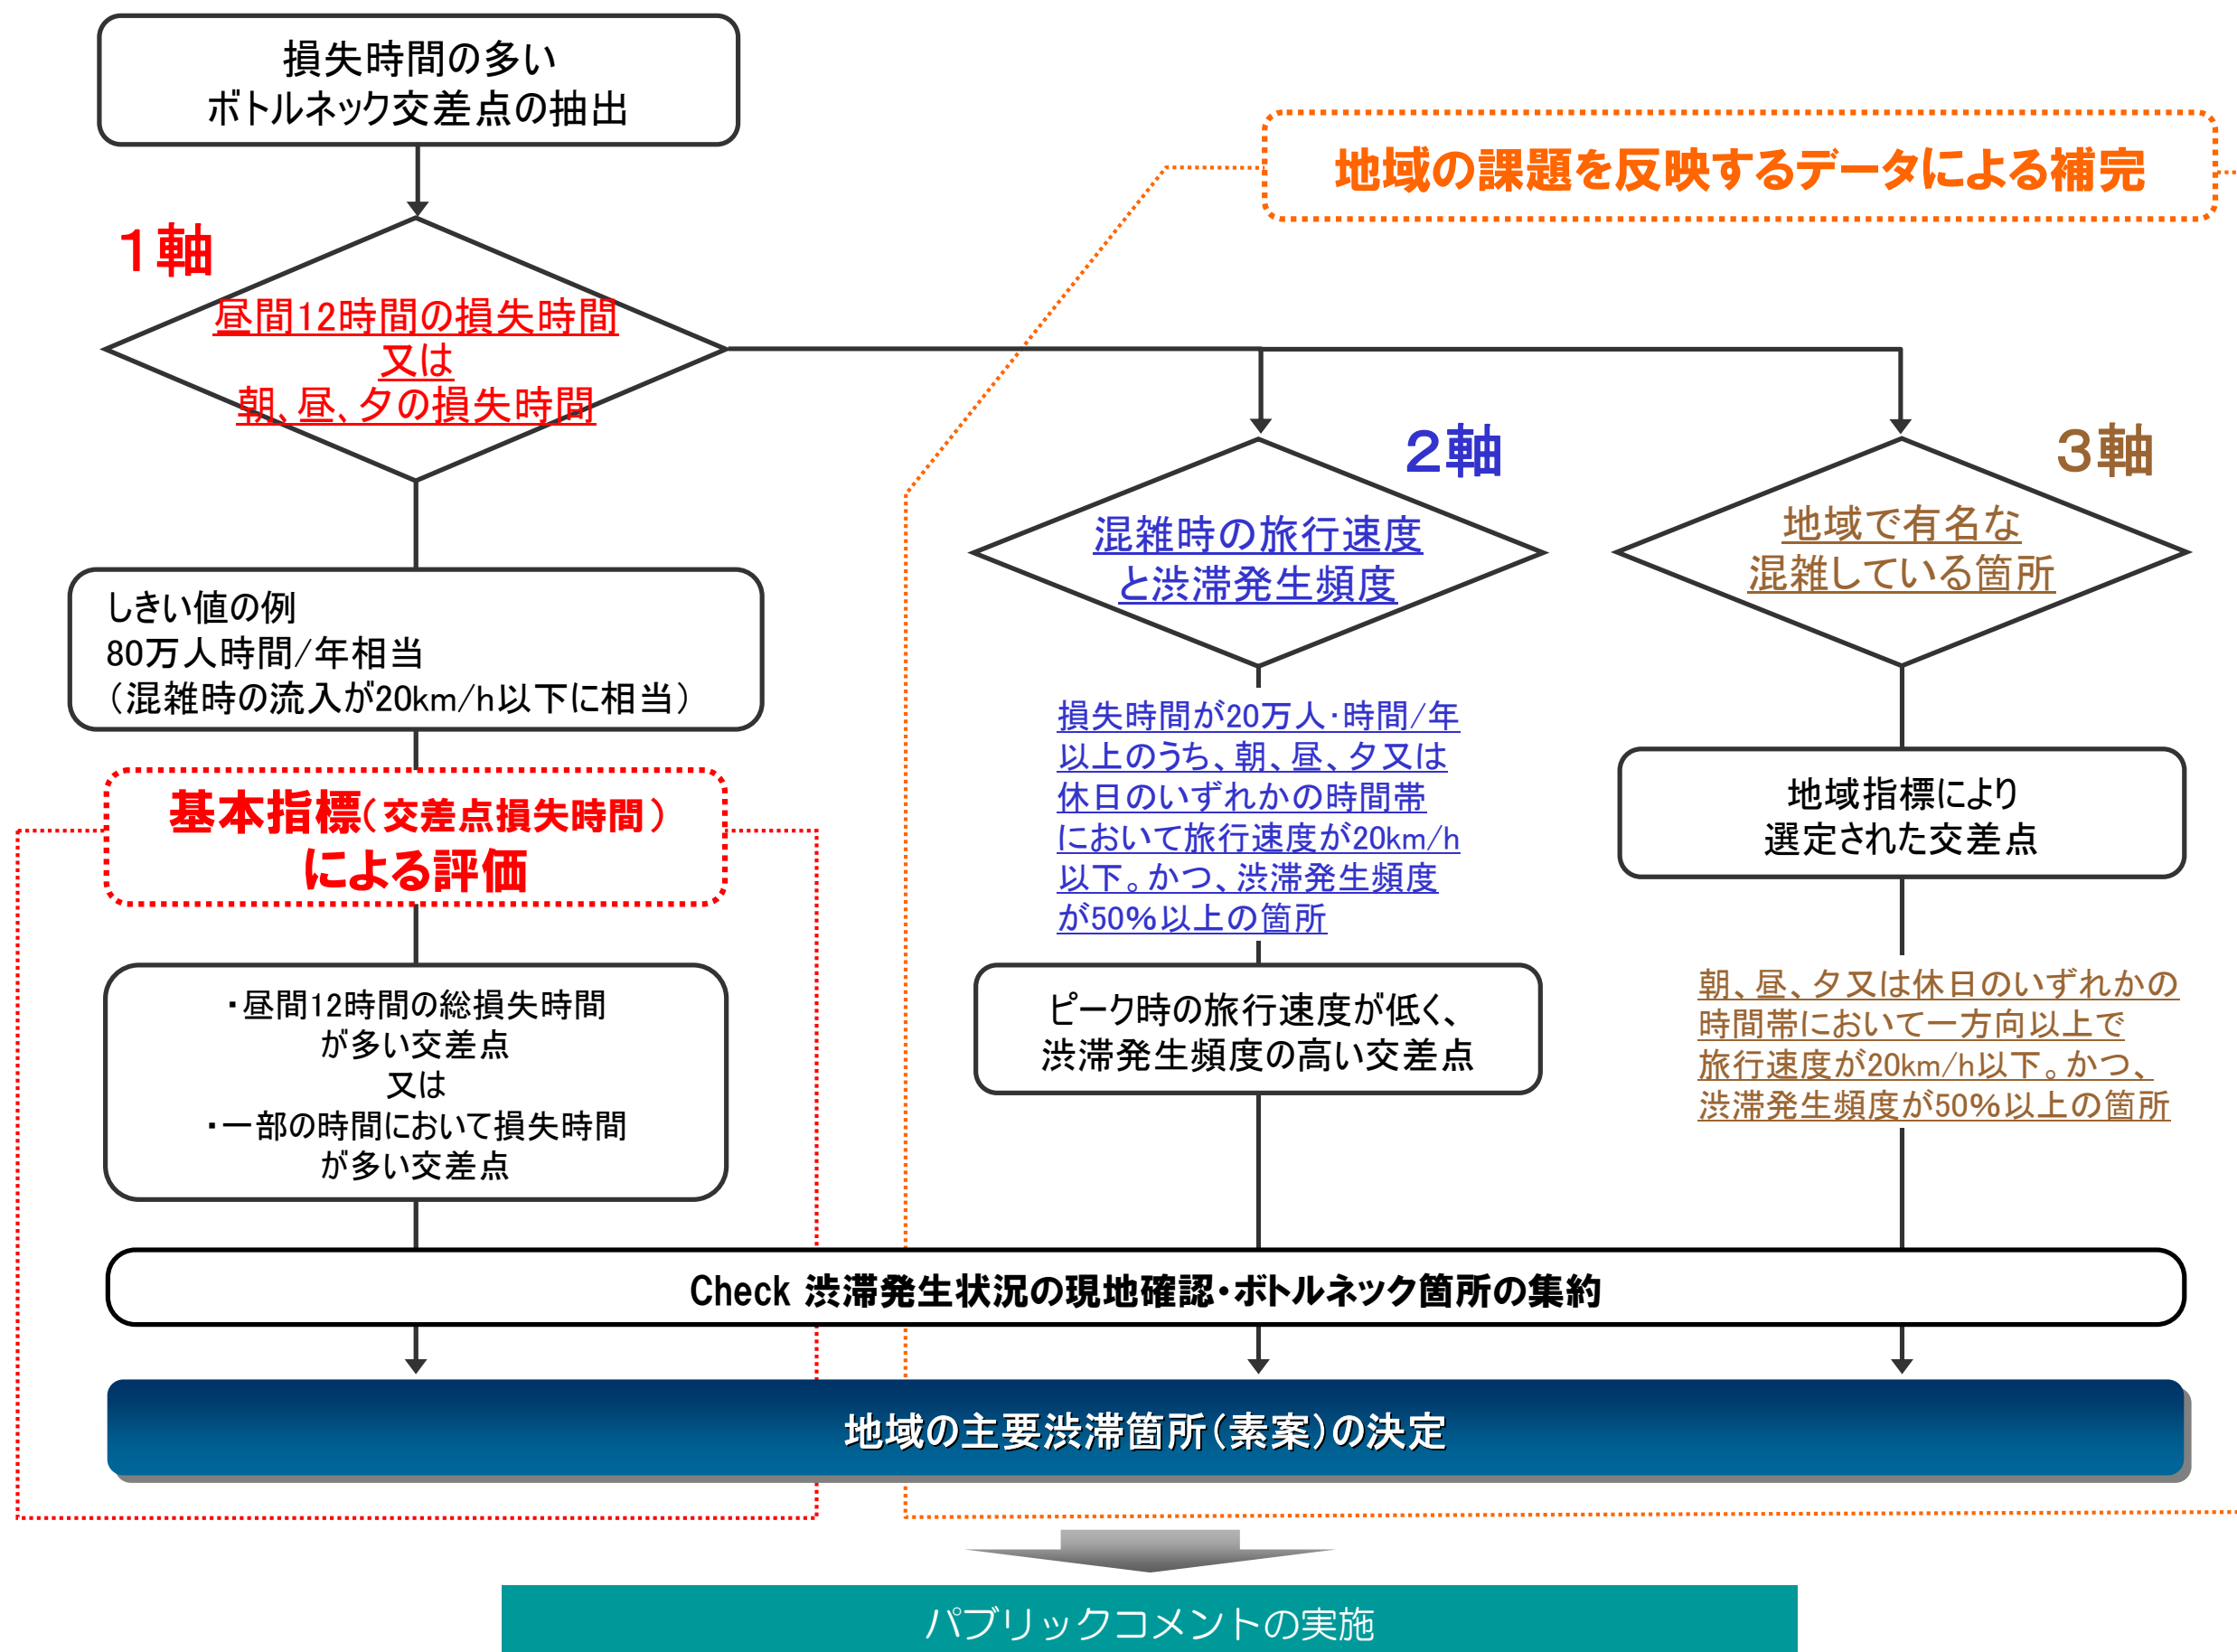 損失時間の多い
ボトルネック交差点の抽出
地域の課題を反映するデータによる補完
１軸
昼間12時間の損失時間
又は
朝、昼、夕の損失時間
２軸
混雑時の旅行速度
と渋滞発生頻度
３軸
地域で有名な
混雑している箇所
しきい値の例
80万人時間/年相当
（混雑時の流入が20km/h以下に相当）
基本指標（交差点損失時間）
による評価
損失時間が20万人・時間/年
以上のうち、朝、昼、夕又は
休日のいずれかの時間帯
において旅行速度が20km/h
以下。かつ、渋滞発生頻度
が50％以上の箇所
地域指標により
選定された交差点
・昼間12時間の総損失時間
が多い交差点
又は
・一部の時間において損失時間
が多い交差点
ピーク時の旅行速度が低く、
渋滞発生頻度の高い交差点
朝、昼、夕又は休日のいずれかの
時間帯において一方向以上で
旅行速度が20km/h以下。かつ、
渋滞発生頻度が50％以上の箇所
Check 渋滞発生状況の現地確認・ボトルネック箇所の集約
地域の主要渋滞箇所（素案）の決定
パブリックコメントの実施